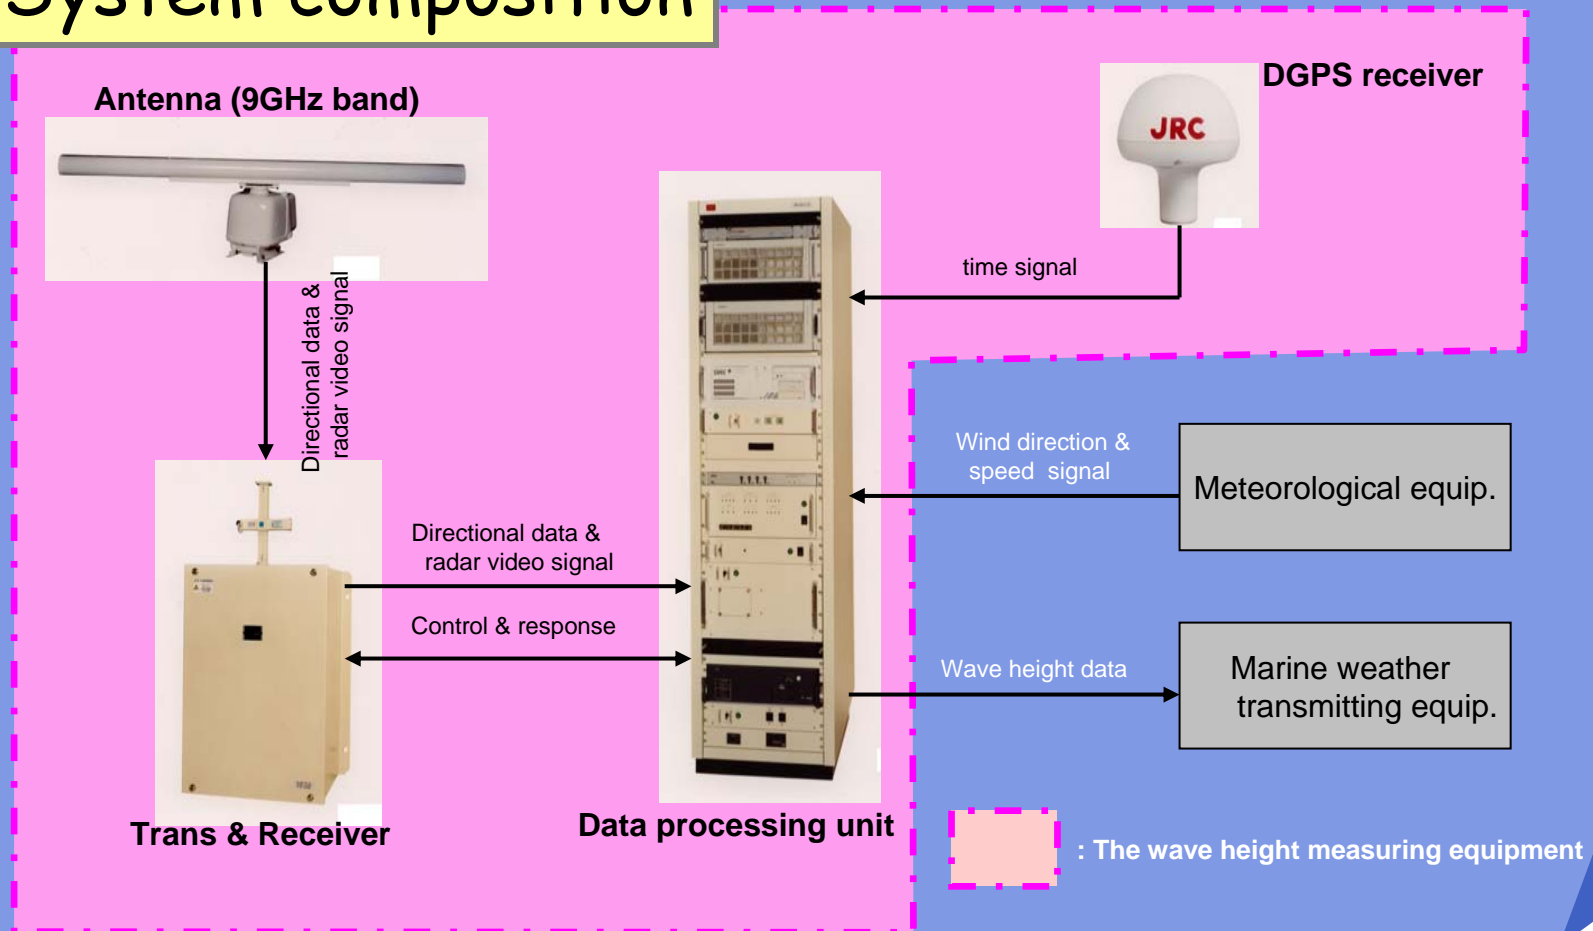 System composition
Antenna (9GHz band)
DGPS receiver
JRC
time signal
Directional data &
radar video signal
Wind direction &
speed signal
Meteorological equip.
Directional data &
radar video signal
Control & response
Wave height data
Marine weather
transmitting equip.
Trans & Receiver
Data processing unit
: The wave height measuring equipment